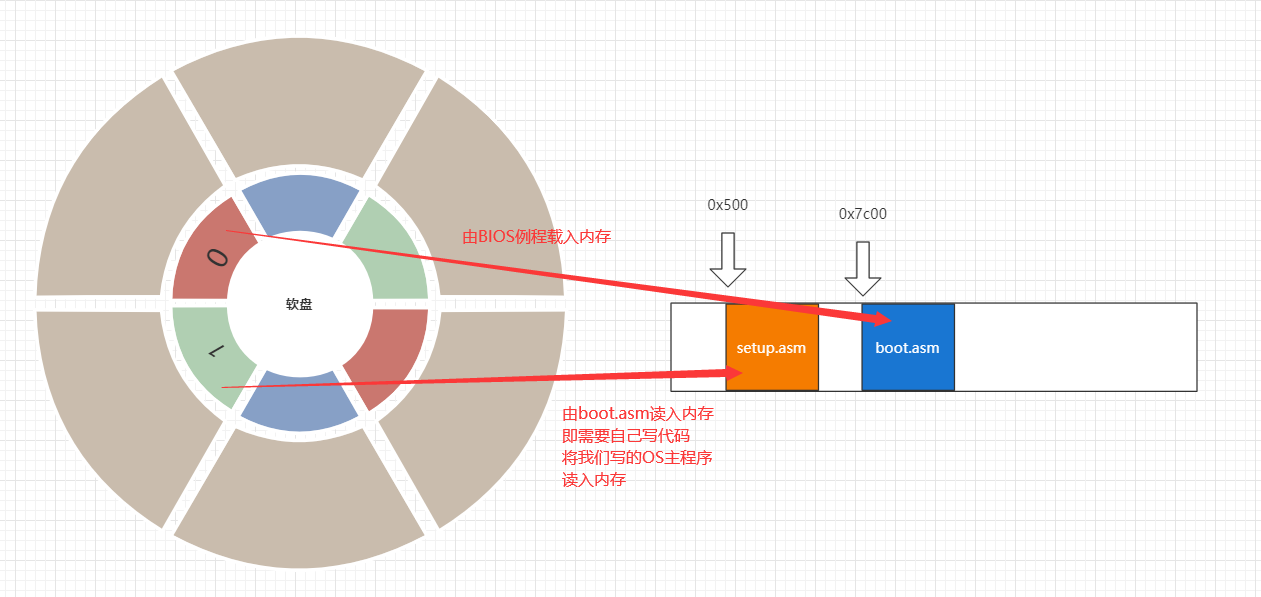 0x500
0x7c00
由BIOS例程载入内存
0
软盘
setup.asm
boot.asm
1
由boot.asm读入内存
即需要自己写代码
将我们写的OS主程序
读入内存